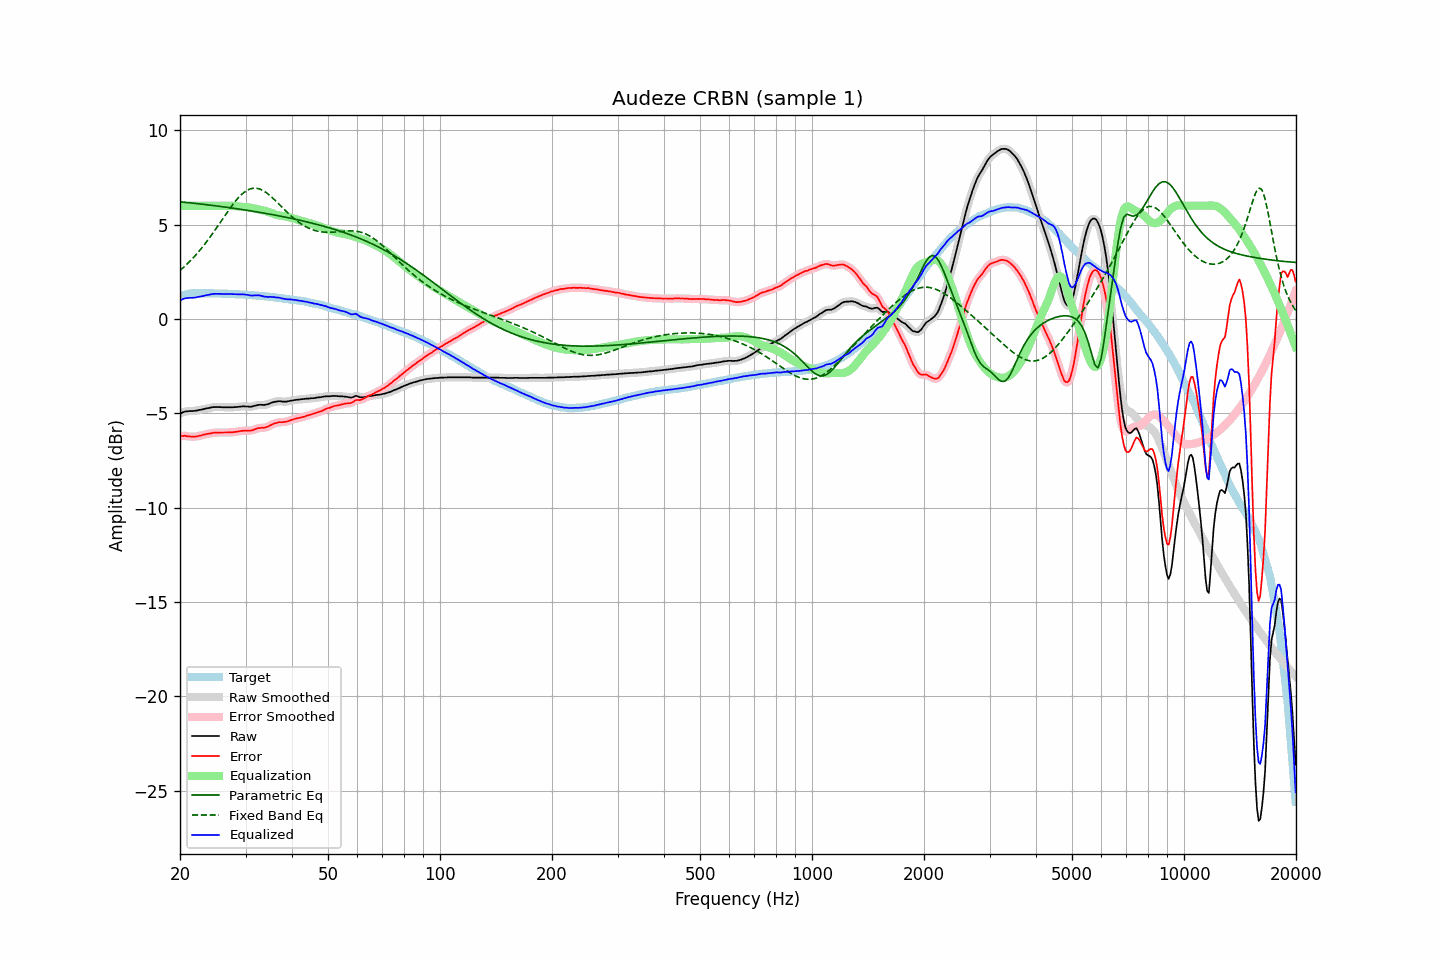 Audeze CRBN (sample 1)
Amplitude (dBr)
10
5
0
−5
−10
−15
−20
−25
Target
Raw Smoothed
Error Smoothed
Raw
Error
Equalization
Parametric Eq
Fixed Band Eq
Equalized
20 50 100 200 500 1000 2000 5000 10000 20000
Frequency (Hz)